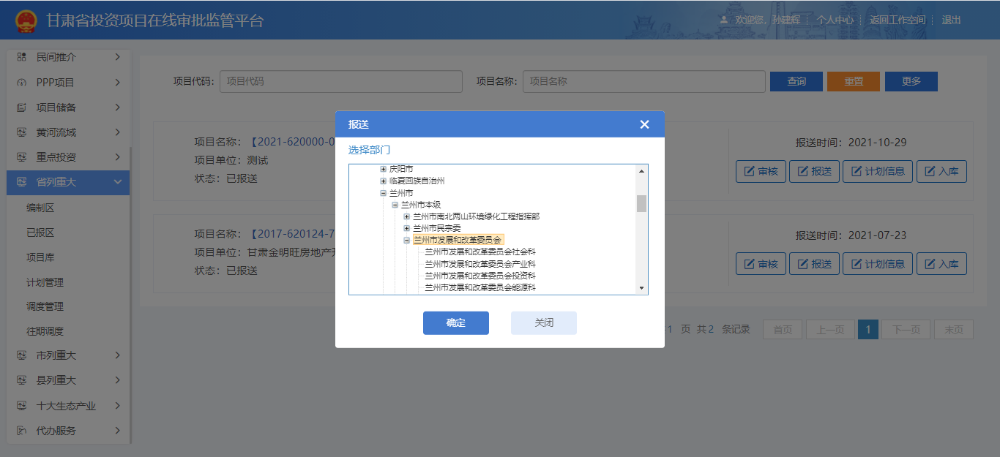 甘肃省投资项目在线审批监管平台
欢迎您，孙建辉 个人中心 返回工作空间 退出
民间推介
PPP项目
项目储备
黄河流域
重点投资
省列重大
编制区
已报区
项目库
计划管理
调度管理
往期调度
市列重大
县列重大
十大生态产业
代办服务
项目代码： 项目代码 项目名称： 项目名称 查询 重置 更多
项目名称：【2021-620000-0
项目单位：测试
状态：已报送
报送时间：2021-10-29
审核 报送 计划信息 入库
项目名称：【2017-620124-7
项目单位：甘肃金明旺房地产开
状态：已报送
报送时间：2021-07-23
审核 报送 计划信息 入库
1 页 共2 条记录 首页 上一页 1 下一页 末页
报送
选择部门
庆阳市
临夏回族自治州
兰州市
兰州市本级
兰州市南北两山环境绿化工程指挥部
兰州市民宗委
兰州市发展和改革委员会
兰州市发展和改革委员会社会科
兰州市发展和改革委员会产业科
兰州市发展和改革委员会投资科
兰州市发展和改革委员会能源科
确定 关闭